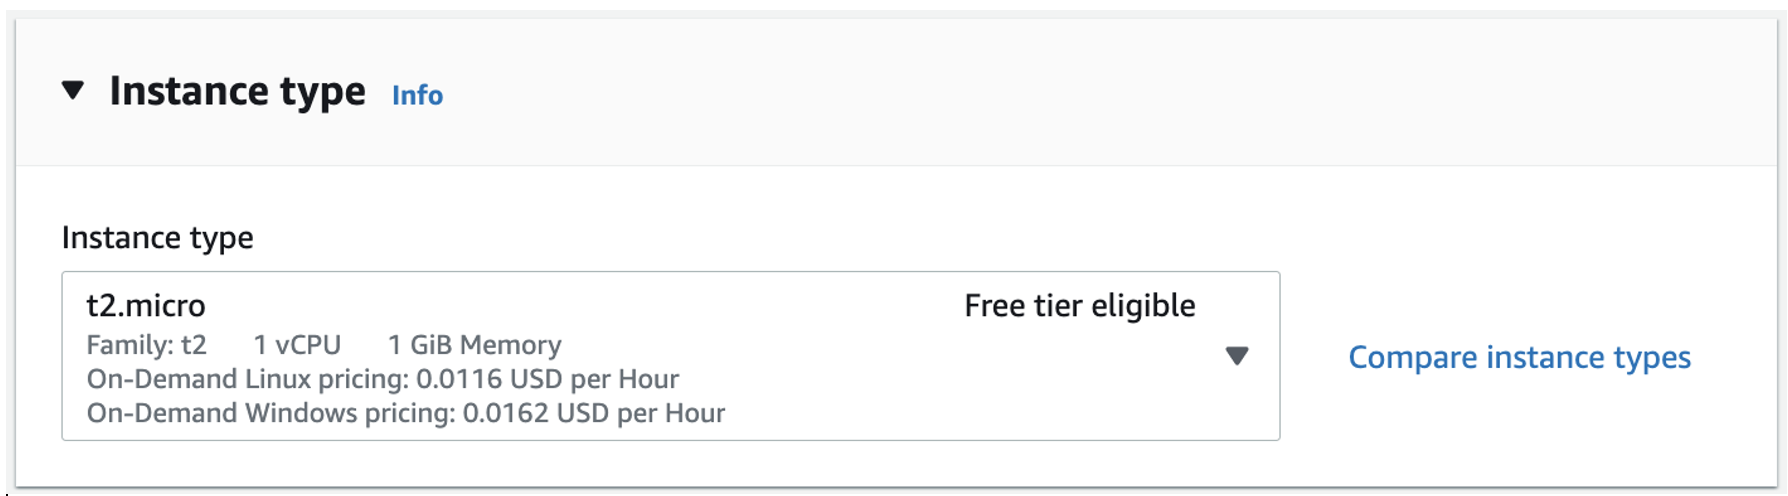 Instance type Info
Instance type
t2.micro Free tier eligible
Family: t2 1 vCPU 1 GiB Memory
On-Demand Linux pricing: 0.0116 USD per Hour
On-Demand Windows pricing: 0.0162 USD per Hour
Compare instance types